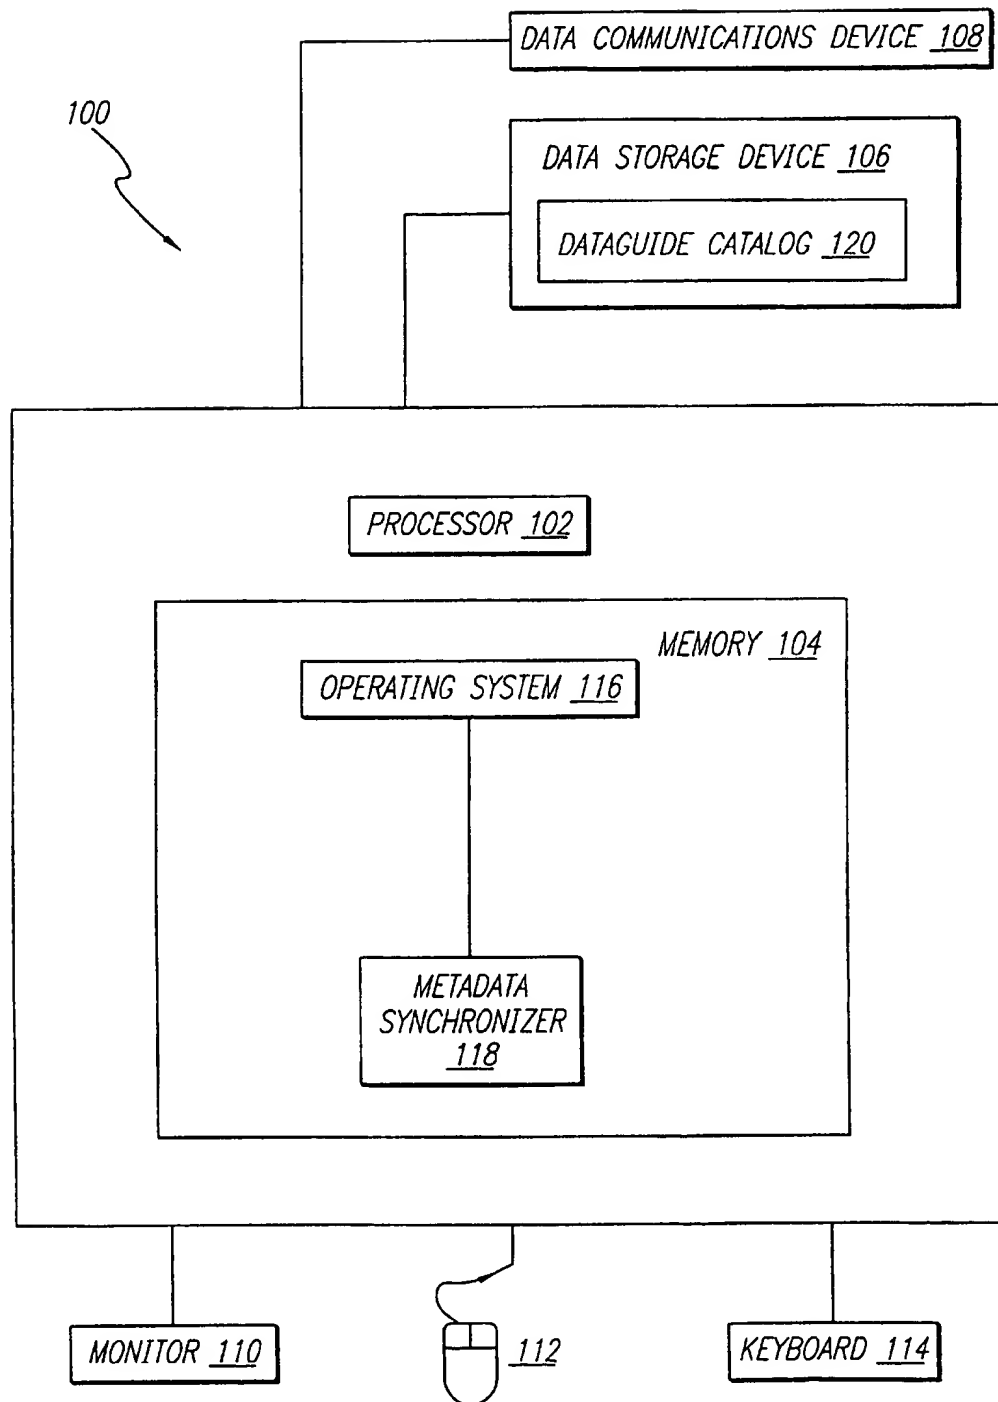 DATA COMMUNICATIONS DEVICE 108
100
DATA STORAGE DEVICE 106
DATAGUIDE CATALOG 120
PROCESSOR 102
MEMORY 104
OPERATING SYSTEM 116
METADATA
SYNCHRONIZER
118
MONITOR 110
112
KEYBOARD 114